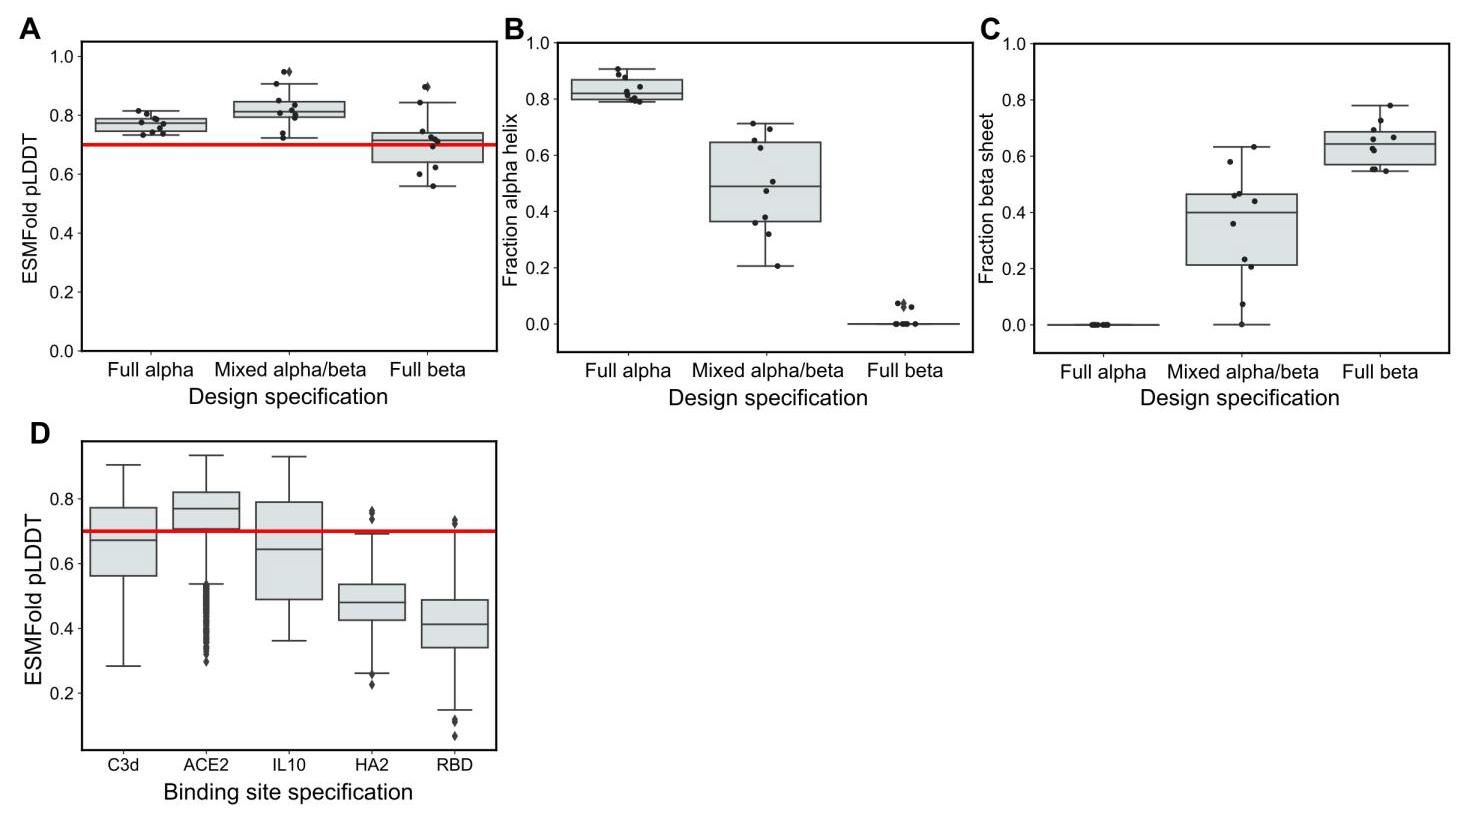 A
1.0
0.8
0.6
0.4
0.2
0.0
ESMFold pLDDT
Full alpha Mixed alpha/beta Full beta
Design specification
B
1.0
0.8
0.6
0.4
0.2
0.0
Fraction alpha helix
Full alpha Mixed alpha/beta Full beta
Design specification
C
1.0
0.8
0.6
0.4
0.2
0.0
Fraction beta sheet
Full alpha Mixed alpha/beta Full beta
Design specification
D
0.8
0.6
0.4
0.2
ESMFold pLDDT
C3d ACE2 IL10 HA2 RBD
Binding site specification